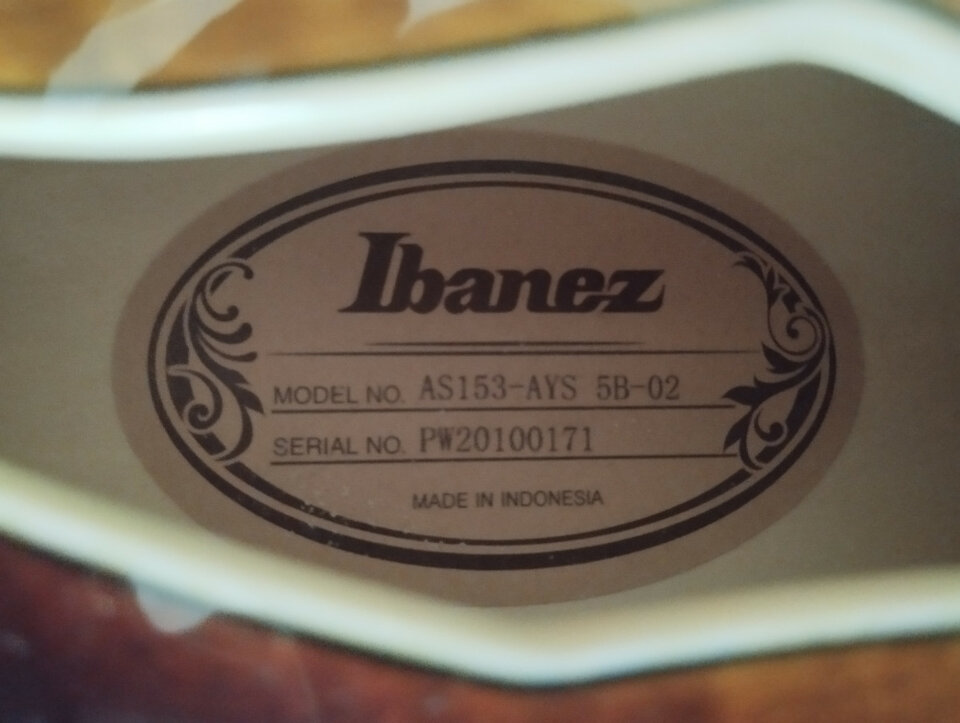 Ibanez
MODEL NO. AS153-AYS 5B-02
SERIAL NO. PW20100171
MADE IN INDONESIA